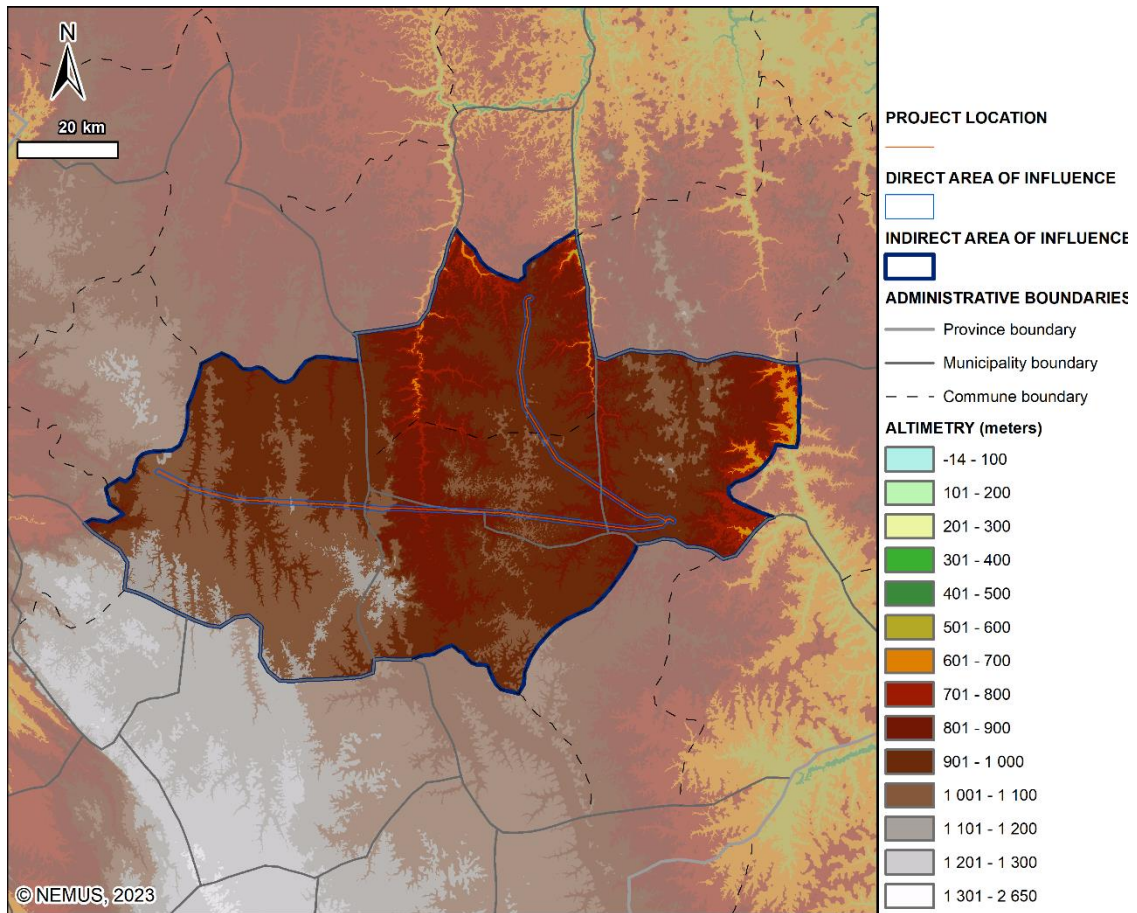 N
20 km
© NEMUS, 2023
PROJECT LOCATION
DIRECT AREA OF INFLUENCE
INDIRECT AREA OF INFLUENCE
ADMINISTRATIVE BOUNDARIES
Province boundary
Municipality boundary
Commune boundary
ALTIMETRY (meters)
-14 - 100
101 - 200
201 - 300
301 - 400
401 - 500
501 - 600
601 - 700
701 - 800
801 - 900
901 - 1 000
1 001 - 1 100
1 101 - 1 200
1 201 - 1 300
1 301 - 2 650